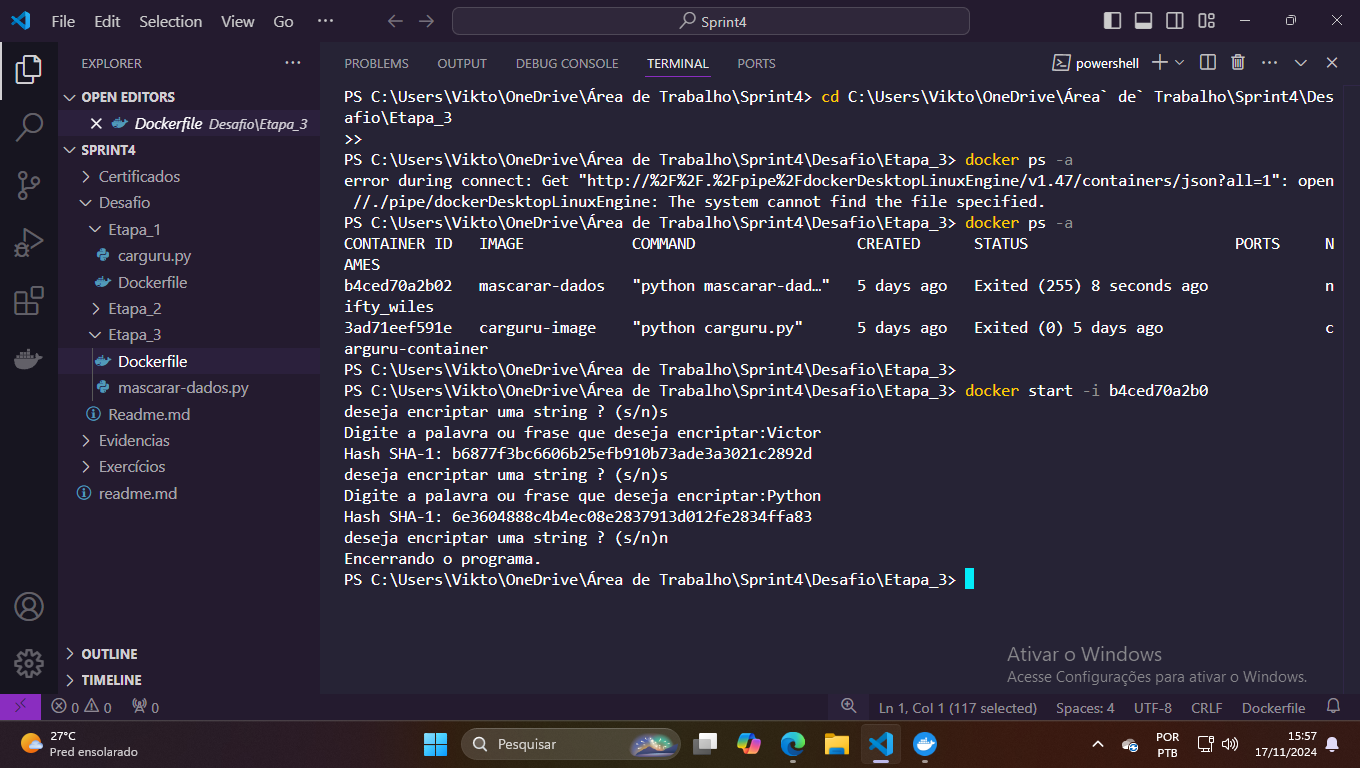 File Edit Selection View Go ···
Sprint4
EXPLORER ···
OPEN EDITORS
Dockerfile Desafio\Etapa_3
SPRINT4
Certificados
Desafio
Etapa_1
carguru.py
Dockerfile
Etapa_2
Etapa_3
Dockerfile
mascarar-dados.py
Readme.md
Evidencias
Exercícios
readme.md
OUTLINE
TIMELINE
PROBLEMS OUTPUT DEBUG CONSOLE TERMINAL PORTS
powershell
PS C:\Users\Vikto\OneDrive\Área de Trabalho\Sprint4> cd C:\Users\Vikto\OneDrive\Área` de` Trabalho\Sprint4\Des
afio\Etapa_3
>>
PS C:\Users\Vikto\OneDrive\Área de Trabalho\Sprint4\Desafio\Etapa_3> docker ps -a
error during connect: Get "http://%2F%2F.%2Fpipe%2FdockerDesktopLinuxEngine/v1.47/containers/json?all=1": open
//./pipe/dockerDesktopLinuxEngine: The system cannot find the file specified.
PS C:\Users\Vikto\OneDrive\Área de Trabalho\Sprint4\Desafio\Etapa_3> docker ps -a
CONTAINER ID IMAGE COMMAND CREATED STATUS PORTS N
AMES
b4ced70a2b02 mascarar-dados "python mascarar-dad…" 5 days ago Exited (255) 8 seconds ago n
ifty_wiles
3ad71eef591e carguru-image "python carguru.py" 5 days ago Exited (0) 5 days ago c
arguru-container
PS C:\Users\Vikto\OneDrive\Área de Trabalho\Sprint4\Desafio\Etapa_3>
PS C:\Users\Vikto\OneDrive\Área de Trabalho\Sprint4\Desafio\Etapa_3> docker start -i b4ced70a2b0
deseja encriptar uma string ? (s/n)s
Digite a palavra ou frase que deseja encriptar:Victor
Hash SHA-1: b6877f3bc6606b25efb910b73ade3a3021c2892d
deseja encriptar uma string ? (s/n)s
Digite a palavra ou frase que deseja encriptar:Python
Hash SHA-1: 6e3604888c4b4ec08e2837913d012fe2834ffa83
deseja encriptar uma string ? (s/n)n
Encerrando o programa.
PS C:\Users\Vikto\OneDrive\Área de Trabalho\Sprint4\Desafio\Etapa_3>
Ativar o Windows
Acesse Configurações para ativar o Windows.
0 0 0 Ln 1, Col 1 (117 selected) Spaces: 4 UTF-8 CRLF Dockerfile
27°C
Pred ensolarado
Pesquisar
POR
PTB
15:57
17/11/2024